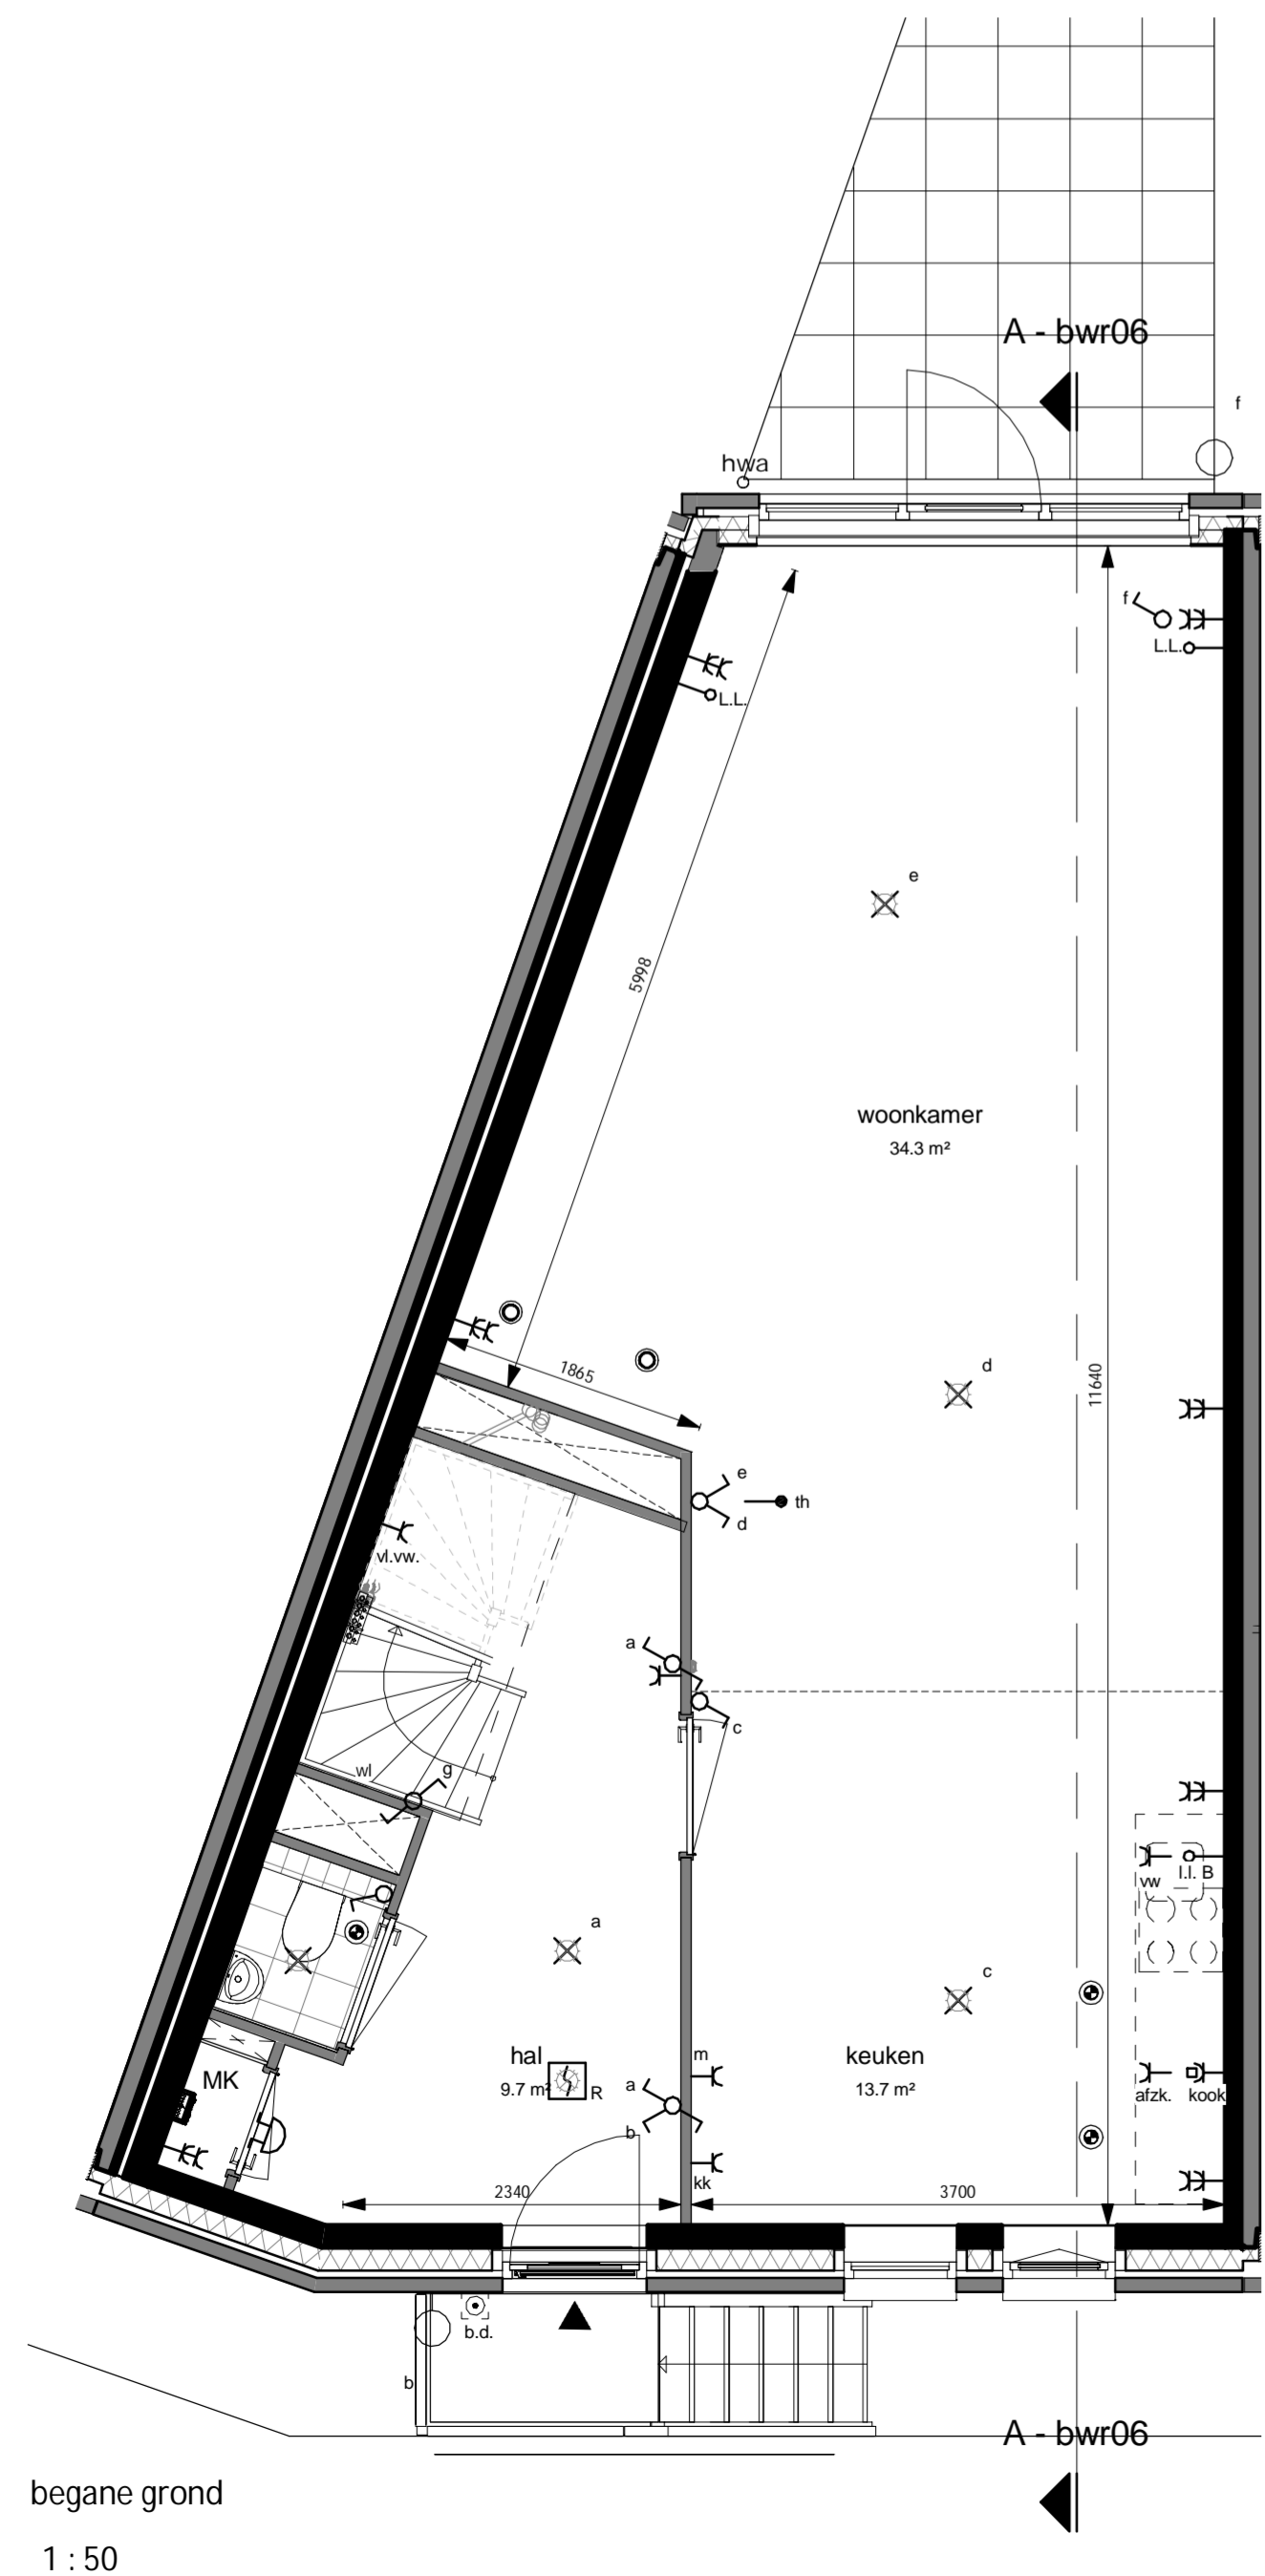 A - bwr06
f
hwa
f
L.L.
L.L.
e
5998
woonkamer
34.3 m²
1865
d
11640
e
th
d
vl.vw.
a
c
wl
g
vw
l.l. B
a
c
hal
9.7 m²
R
m
keuken
13.7 m²
MK
a
afzk.
kook
b
kk
2340
3700
b.d.
b
A - bwr06
begane grond
1 : 50